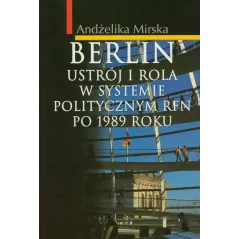 Andżelika Mirska
BERLIN
USTRÓJ I ROLA
W SYSTEMIE
POLITYCZNYM RFN
PO 1989 ROKU